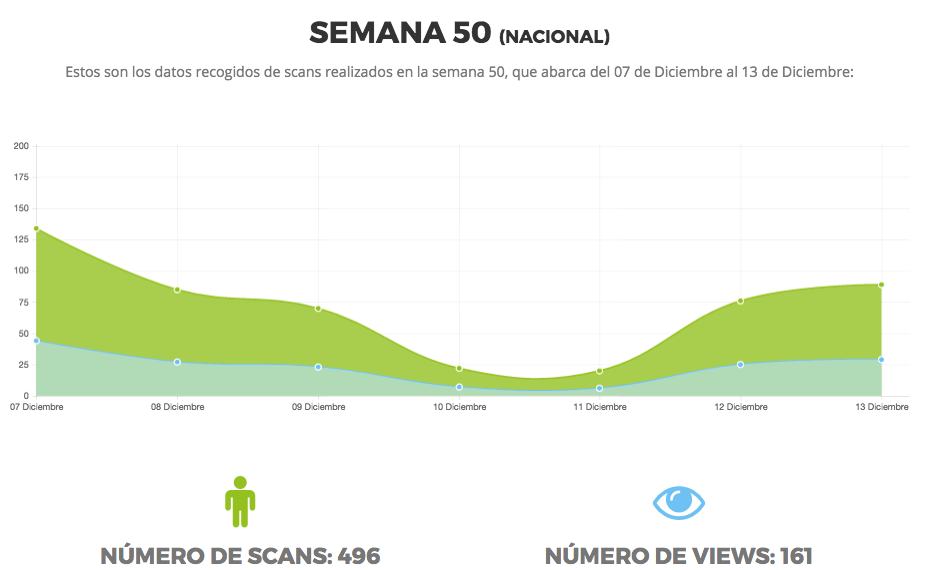 SEMANA 50 (NACIONAL)
Estos son los datos recogidos de scans realizados en la semana 50, que abarca del 07 de Diciembre al 13 de Diciembre:
200
175
150
125
100
75
50
25
0
07 Diciembre 08 Diciembre 09 Diciembre 10 Diciembre 11 Diciembre 12 Diciembre 13 Diciembre
NÚMERO DE SCANS: 496 NÚMERO DE VIEWS: 161